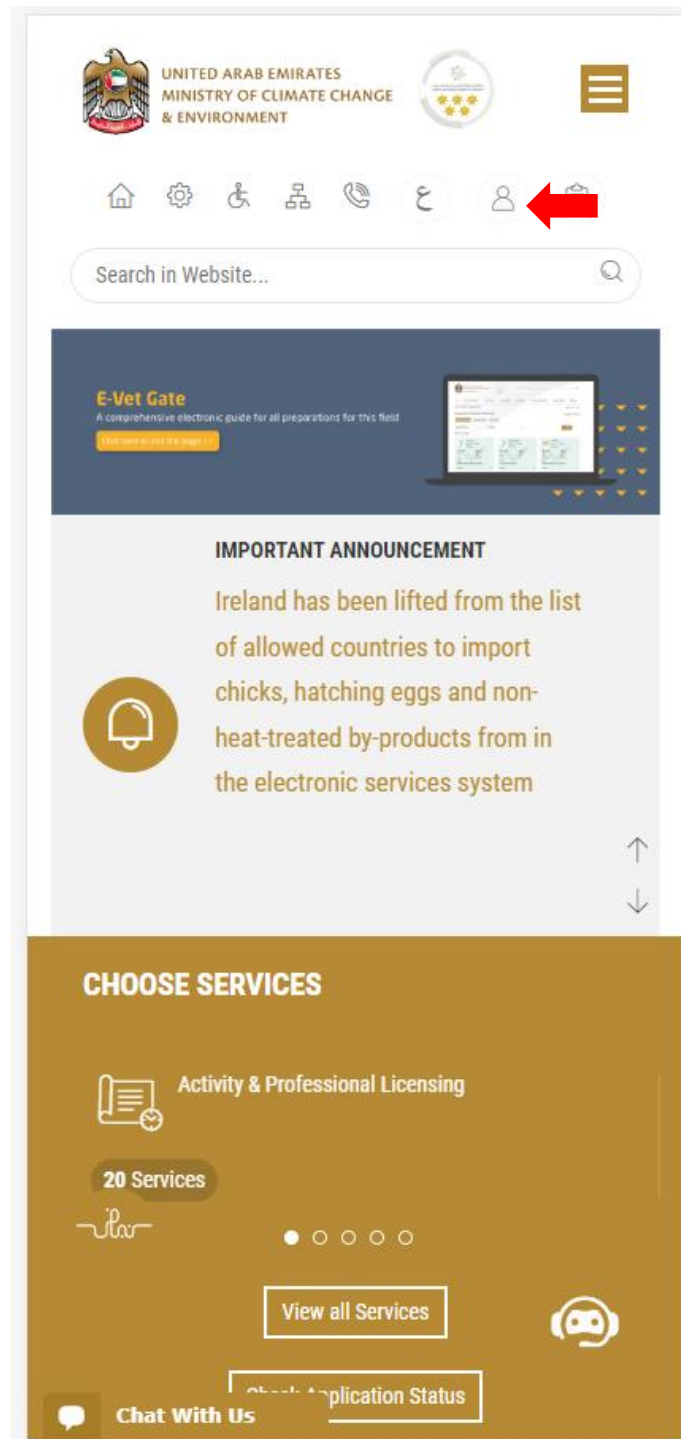 UNITED ARAB EMIRATES
MINISTRY OF CLIMATE CHANGE
& ENVIRONMENT
ع
Search in Website...
E-Vet Gate
A comprehensive electronic guide for all preparations for this field
IMPORTANT ANNOUNCEMENT
Ireland has been lifted from the list
of allowed countries to import
chicks, hatching eggs and non-
heat-treated by-products from in
the electronic services system
CHOOSE SERVICES
Activity & Professional Licensing
20 Services
View all Services
Check Application Status
Chat With Us